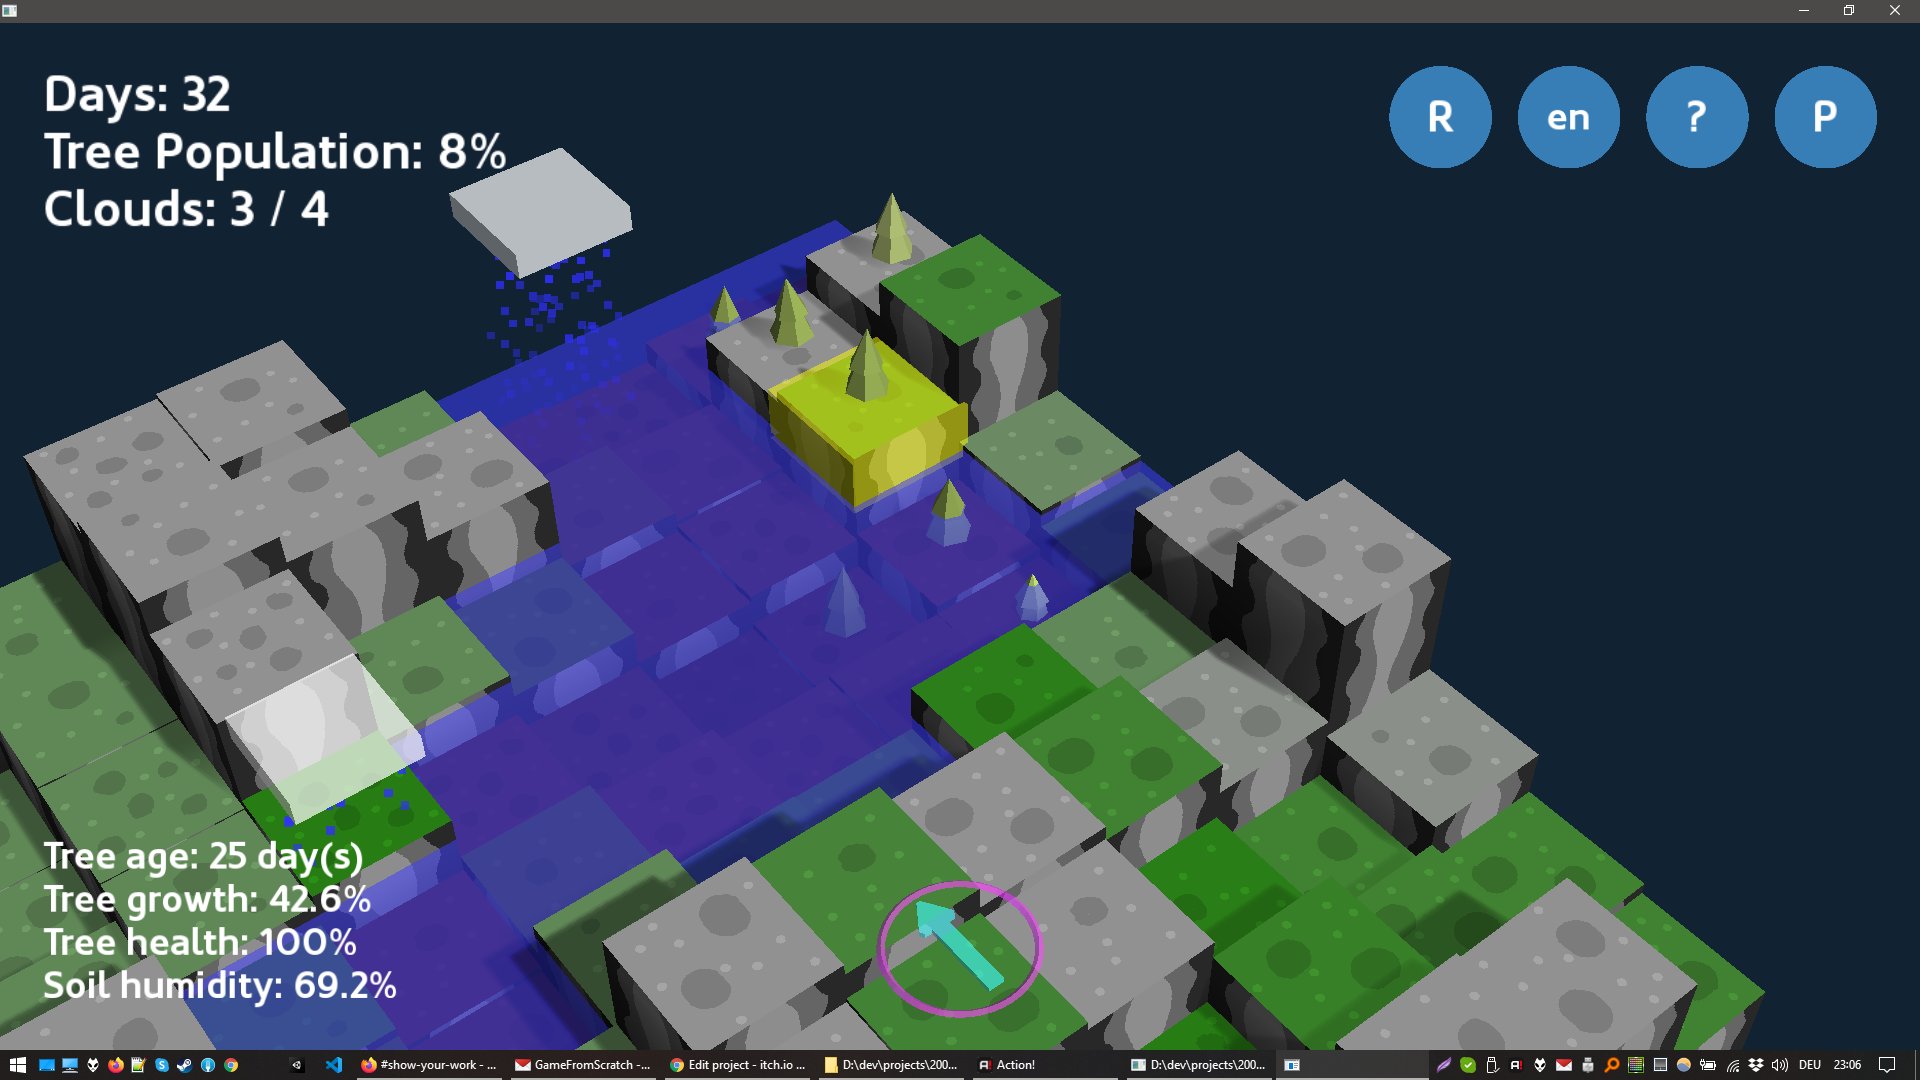 Days: 32
Tree Population: 8%
Clouds: 3 / 4
R en ? P
Tree age: 25 day(s)
Tree growth: 42.6%
Tree health: 100%
Soil humidity: 69.2%
#show-your-work - ... GameFromScratch -... Edit project - itch.io ... D:\dev\projects\200... Action! D:\dev\projects\200... DEU 23:06